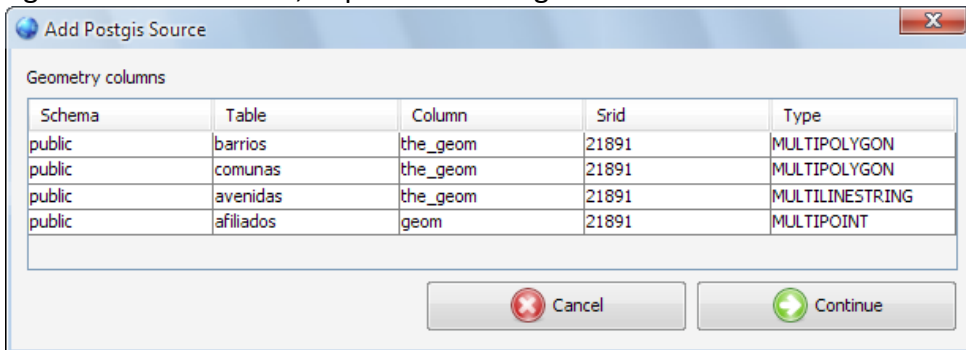 Add Postgis Source
Geometry columns
Schema Table Column Srid Type
public barrios the_geom 21891 MULTIPOLYGON
public comunas the_geom 21891 MULTIPOLYGON
public avenidas the_geom 21891 MULTILINESTRING
public afiliados geom 21891 MULTIPOINT
Cancel Continue